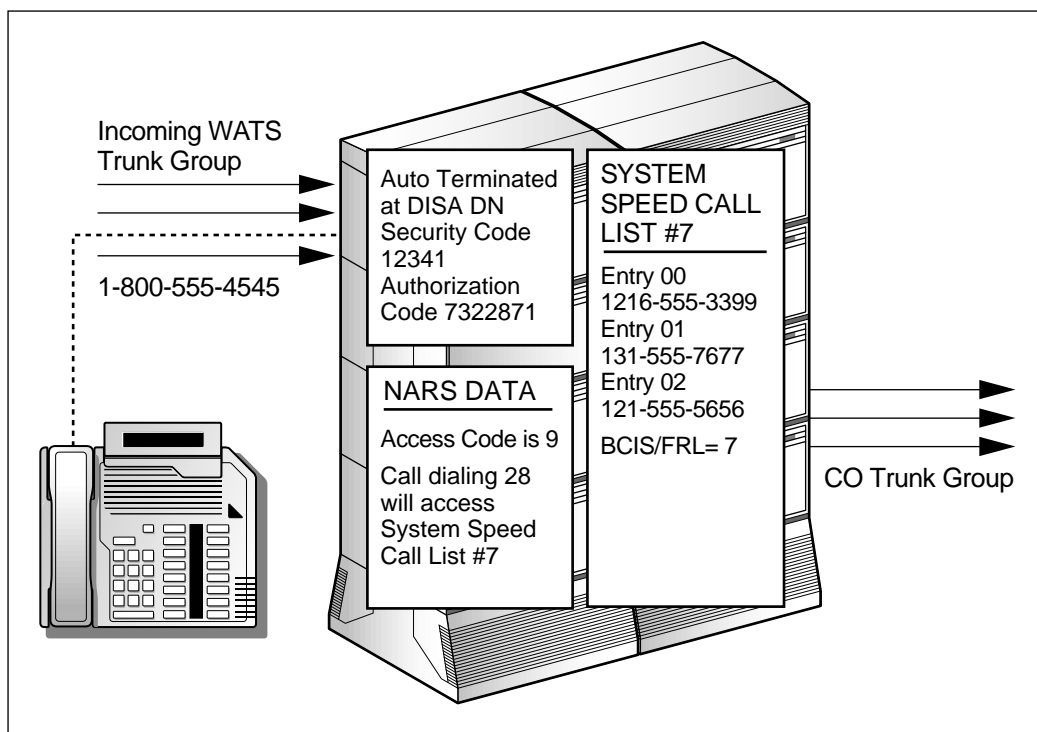 Incoming WATS
Trunk Group
1-800-555-4545
Auto Terminated
at DISA DN
Security Code
12341
Authorization
Code 7322871
NARS DATA
Access Code is 9
Call dialing 28
will access
System Speed
Call List #7
SYSTEM
SPEED CALL
LIST #7
Entry 00
1216-555-3399
Entry 01
131-555-7677
Entry 02
121-555-5656
BCIS/FRL= 7
CO Trunk Group